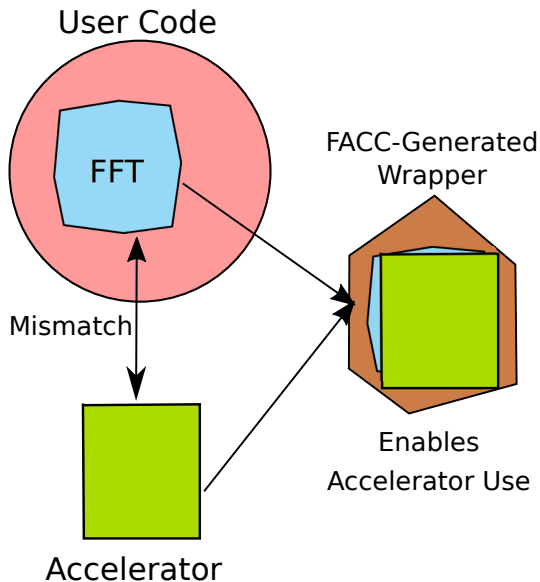 User Code
FFT
FACC-Generated
Wrapper
Mismatch
Enables
Accelerator Use
Accelerator